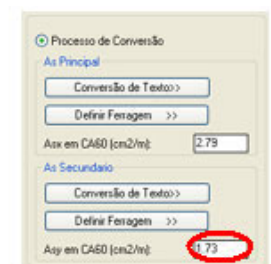 Processo de Conversão
As Principal
Conversão de Texto>>
Definir Ferragem >>
Asx em CA60 (cm2/m): 2.79
As Secundario
Conversão de Texto>>
Definir Ferragem >>
Asy em CA60 (cm2/m): 1.73